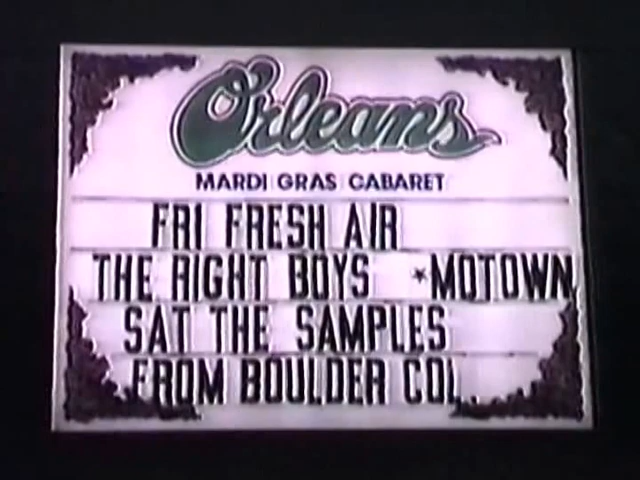 Orleans
MARDI GRAS CABARET
FRI FRESH AIR
THE RIGHT BOYS *MOTOWN
SAT THE SAMPLES
FROM BOULDER COL